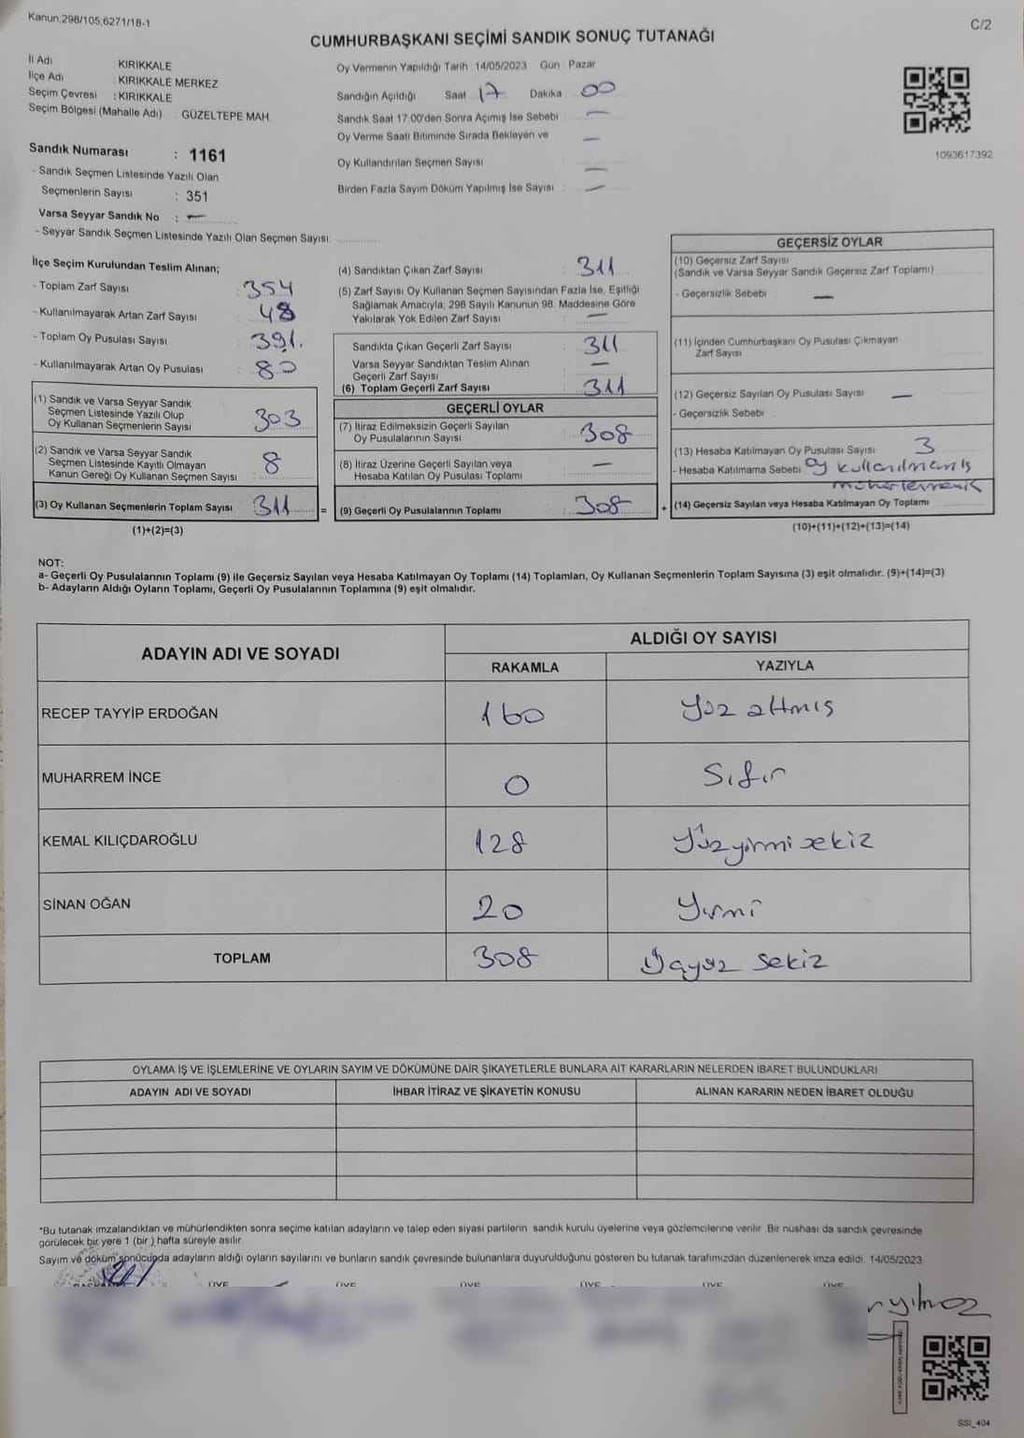 Kanun:298/105,6271/18-1
C/2
CUMHURBAŞKANI SEÇİMİ SANDIK SONUÇ TUTANAĞI
İl Adı KIRIKKALE
İlçe Adı : KIRIKKALE MERKEZ
Seçim Çevresi : KIRIKKALE
Seçim Bölgesi (Mahalle Adı) GÜZELTEPE MAH.
Sandık Numarası : 1161
- Sandık Seçmen Listesinde Yazılı Olan
Seçmenlerin Sayısı : 351
Varsa Seyyar Sandık No : —
- Seyyar Sandık Seçmen Listesinde Yazılı Olan Seçmen Sayısı
Oy Vermenin Yapıldığı Tarih 14/05/2023 Gün Pazar
Sandığın Açıldığı Saat 17 Dakika 00
Sandık Saat 17:00'den Sonra Açımış İse Sebebi —
Oy Verme Saati Bitiminde Sırada Bekleyen ve —
Oy Kullandırılan Seçmen Sayısı —
Birden Fazla Sayım Döküm Yapılmış İse Sayısı : —
1093617392
İlçe Seçim Kurulundan Teslim Alınan;
- Toplam Zarf Sayısı 354
- Kullanılmayarak Artan Zarf Sayısı 48
- Toplam Oy Pusulası Sayısı 391.
- Kullanılmayarak Artan Oy Pusulası 80
(1) Sandık ve Varsa Seyyar Sandık
Seçmen Listesinde Yazılı Olup
Oy Kullanan Seçmenlerin Sayısı 303
(2) Sandık ve Varsa Seyyar Sandık
Seçmen Listesinde Kayıtlı Olmayan
Kanun Gereği Oy Kullanan Seçmen Sayısı 8
(3) Oy Kullanan Seçmenlerin Toplam Sayısı 311 =
(1)+(2)=(3)
(4) Sandıktan Çıkan Zarf Sayısı 311
(5) Zarf Sayısı Oy Kullanan Seçmen Sayısından Fazla İse, Eşitliği
Sağlamak Amacıyla, 298 Sayılı Kanunun 98. Maddesine Göre
Yakılarak Yok Edilen Zarf Sayısı —
Sandıkta Çıkan Geçerli Zarf Sayısı 311
Varsa Seyyar Sandıktan Teslim Alınan
Geçerli Zarf Sayısı —
(6) Toplam Geçerli Zarf Sayısı 311
GEÇERLİ OYLAR
(7) İtiraz Edilmeksizin Geçerli Sayılan
Oy Pusulalarının Sayısı 308
(8) İtiraz Üzerine Geçerli Sayılan veya
Hesaba Katılan Oy Pusulası Toplamı —
(9) Geçerli Oy Pusulalarının Toplamı 308 +
GEÇERSİZ OYLAR
(10) Geçersiz Zarf Sayısı
(Sandık ve Varsa Seyyar Sandık Geçersiz Zarf Toplamı)
- Geçersizlik Sebebi —
(11) İçinden Cumhurbaşkanı Oy Pusulası Çıkmayan
Zarf Sayısı
(12) Geçersiz Sayılan Oy Pusulası Sayısı —
- Geçersizlik Sebebi
(13) Hesaba Katılmayan Oy Pusulası Sayısı 3
- Hesaba Katılmama Sebebi oy kullanılmamış
(14) Geçersiz Sayılan veya Hesaba Katılmayan Oy Toplamı
(10)+(11)+(12)+(13)=(14)
NOT:
a- Geçerli Oy Pusulalarının Toplamı (9) ile Geçersiz Sayılan veya Hesaba Katılmayan Oy Toplamı (14) Toplamları, Oy Kullanan Seçmenlerin Toplam Sayısına (3) eşit olmalıdır. (9)+(14)=(3)
b- Adayların Aldığı Oyların Toplamı, Geçerli Oy Pusulalarının Toplamına (9) eşit olmalıdır.
ADAYIN ADI VE SOYADI
ALDIĞI OY SAYISI
RAKAMLA YAZIYLA
RECEP TAYYİP ERDOĞAN 160 Yüz altmış
MUHARREM İNCE 0 Sıfır
KEMAL KILIÇDAROĞLU 128 Yüzyirmi sekiz
SİNAN OĞAN 20 Yirmi
TOPLAM 308 Üçyüz sekiz
OYLAMA İŞ VE İŞLEMLERİNE VE OYLARIN SAYIM VE DÖKÜMÜNE DAİR ŞİKAYETLERLE BUNLARA AİT KARARLARIN NELERDEN İBARET BULUNDUKLARI
ADAYIN ADI VE SOYADI İHBAR İTİRAZ VE ŞİKAYETİN KONUSU ALINAN KARARIN NEDEN İBARET OLDUĞU
*Bu tutanak imzalandıktan ve mühürlendikten sonra seçime katılan adayların ve talep eden siyasi partilerin sandık kurulu üyelerine veya gözlemcilerine verilir. Bir nüshası da sandık çevresinde
görülecek bir yere 1 (bir) hafta süreyle asılır.
Sayım ve döküm sonucunda adayların aldığı oyların sayılarını ve bunların sandık çevresinde bulunanlara duyurulduğunu gösteren bu tutanak tarafımızdan düzenlenerek imza edildi. 14/05/2023
ÜYE ÜYE ÜYE ÜYE ÜYE ÜYE
SSI_404